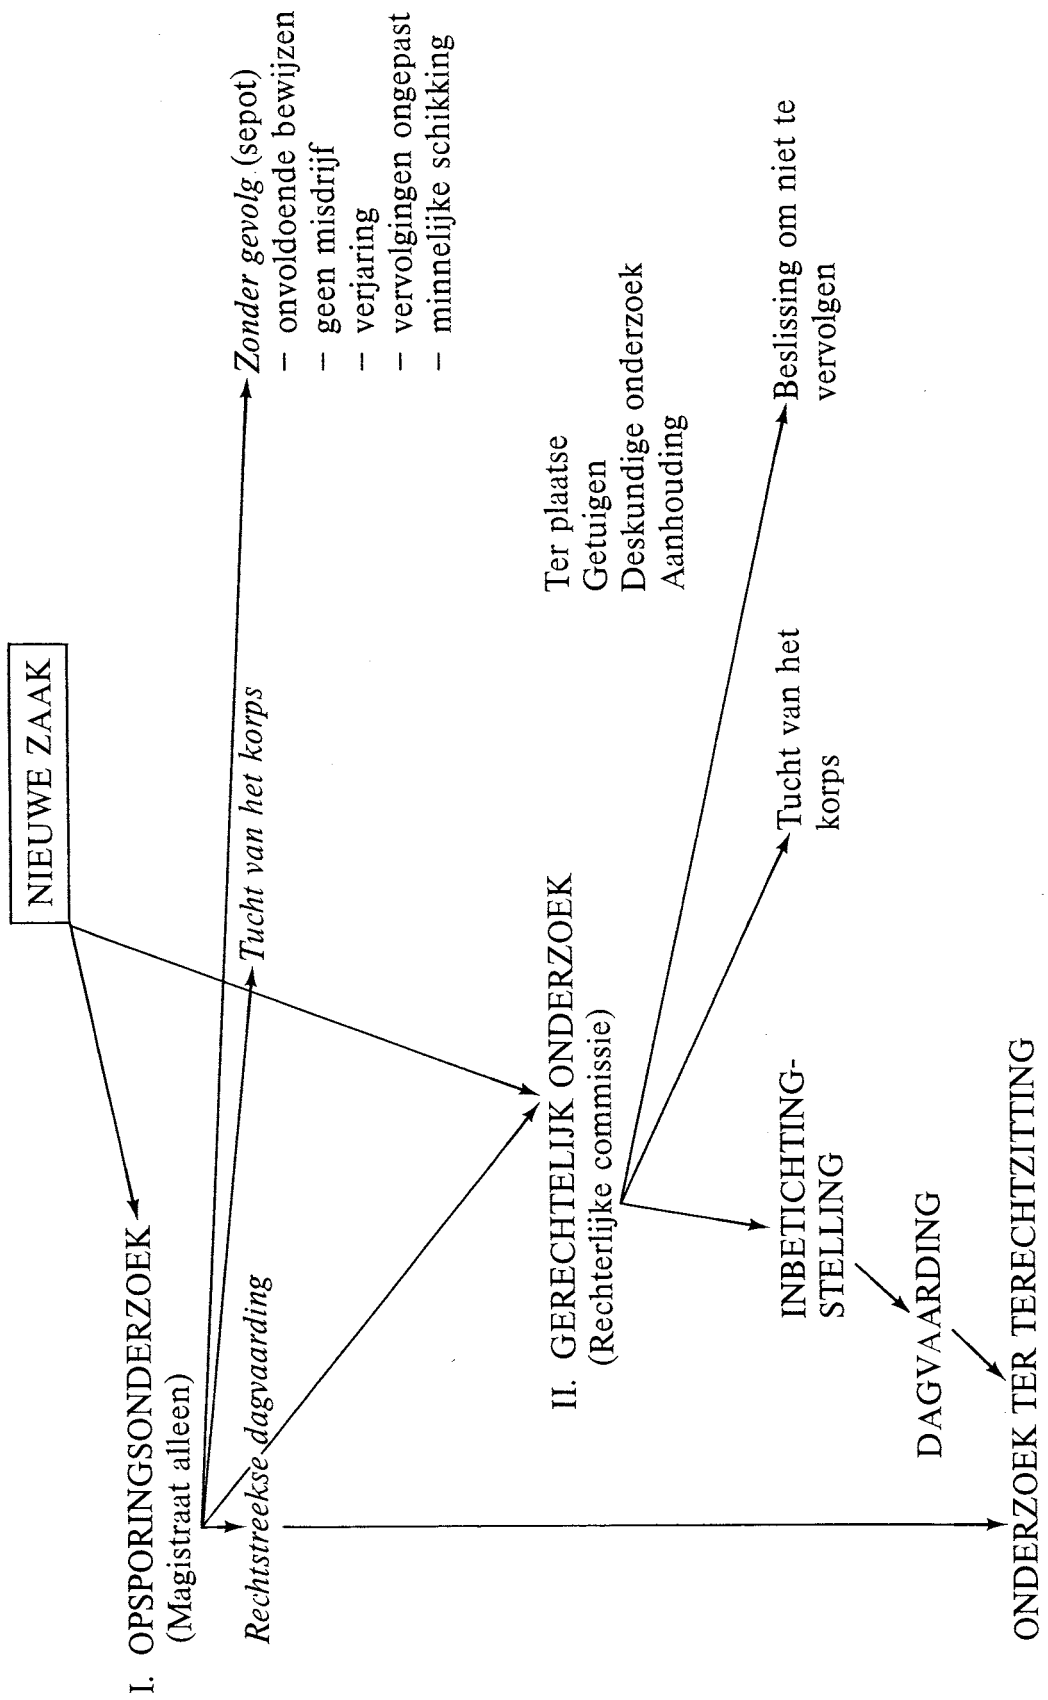 NIEUWE ZAAK
I. OPSPORINGSONDERZOEK
(Magistraat alleen)
Rechtstreekse dagvaarding
Tucht van het korps
Zonder gevolg (sepot)
– onvoldoende bewijzen
– geen misdrijf
– verjaring
– vervolgingen ongepast
– minnelijke schikking
II. GERECHTELIJK ONDERZOEK
(Rechterlijke commissie)
Ter plaatse
Getuigen
Deskundige onderzoek
Aanhouding
INBETICHTING-
STELLING
Tucht van het
korps
Beslissing om niet te
vervolgen
DAGVAARDING
ONDERZOEK TER TERECHTZITTING